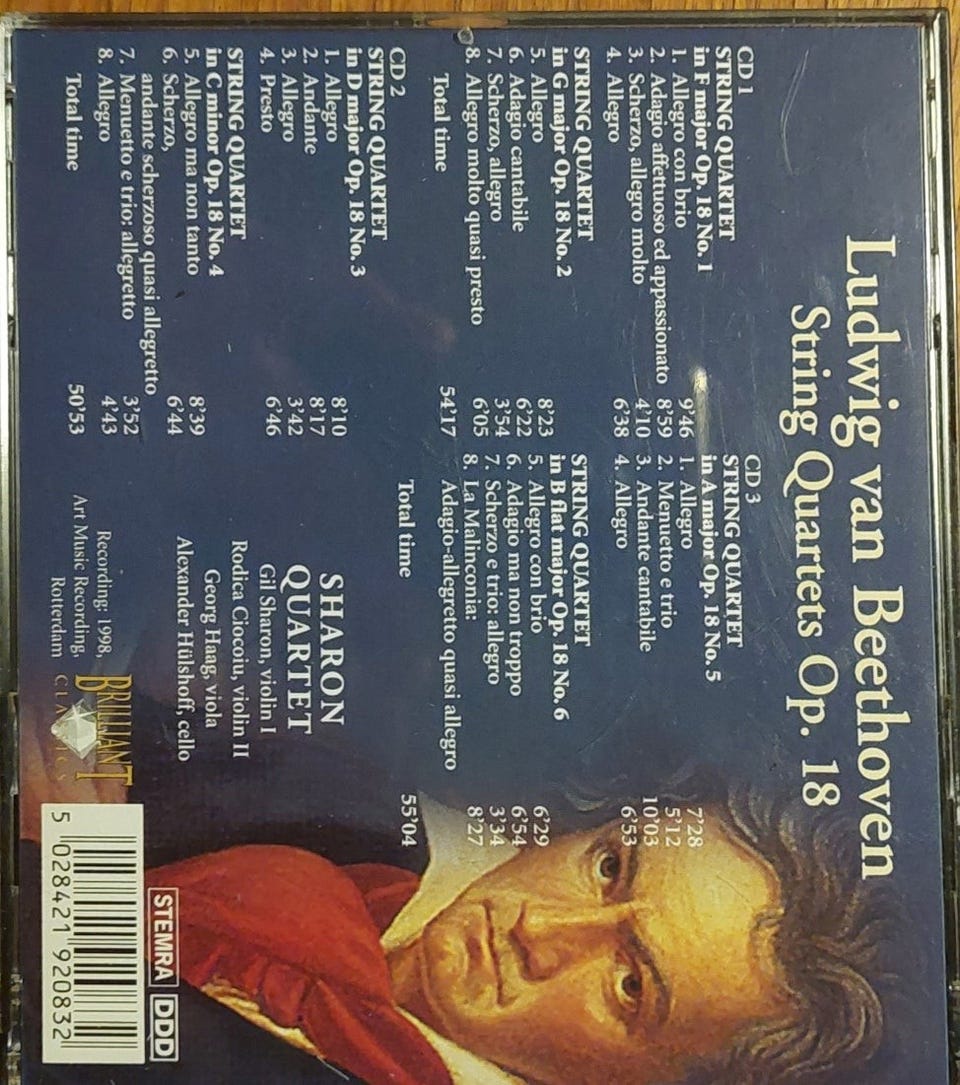 Ludwig van Beethoven
String Quartets Op. 18
CD 1
STRING QUARTET
in F major Op. 18 No. 1
1. Allegro con brio 9'46
2. Adagio affettuoso ed appassionato 8'59
3. Scherzo, allegro molto 4'10
4. Allegro 6'38
STRING QUARTET
in G major Op. 18 No. 2
5. Allegro 8'23
6. Adagio cantabile 6'22
7. Scherzo, allegro 3'54
8. Allegro molto quasi presto 6'05
Total time 54'17
CD 2
STRING QUARTET
in D major Op. 18 No. 3
1. Allegro 8'10
2. Andante 8'17
3. Allegro 3'42
4. Presto 6'46
STRING QUARTET
in C minor Op. 18 No. 4
5. Allegro ma non tanto 8'39
6. Scherzo,
andante scherzoso quasi allegretto 6'44
7. Menuetto e trio: allegretto 3'52
8. Allegro 4'43
Total time 50'53
CD 3
STRING QUARTET
in A major Op. 18 No. 5
1. Allegro 7'28
2. Menuetto e trio 5'12
3. Andante cantabile 10'03
4. Allegro 6'53
STRING QUARTET
in B flat major Op. 18 No. 6
5. Allegro con brio 6'29
6. Adagio ma non troppo 6'54
7. Scherzo e trio: allegro 3'34
8. La Malinconia: 8'27
Adagio-allegretto quasi allegro
Total time 55'04
SHARON
QUARTET
Gil Sharon, violin I
Rodica Ciocoiu, violin II
Georg Haag, viola
Alexander Hülshoff, cello
Recording: 1998,
Art Music Recording,
Rotterdam
BRILLIANT
CLASSICS
STEMRA DDD
5 028421 920832